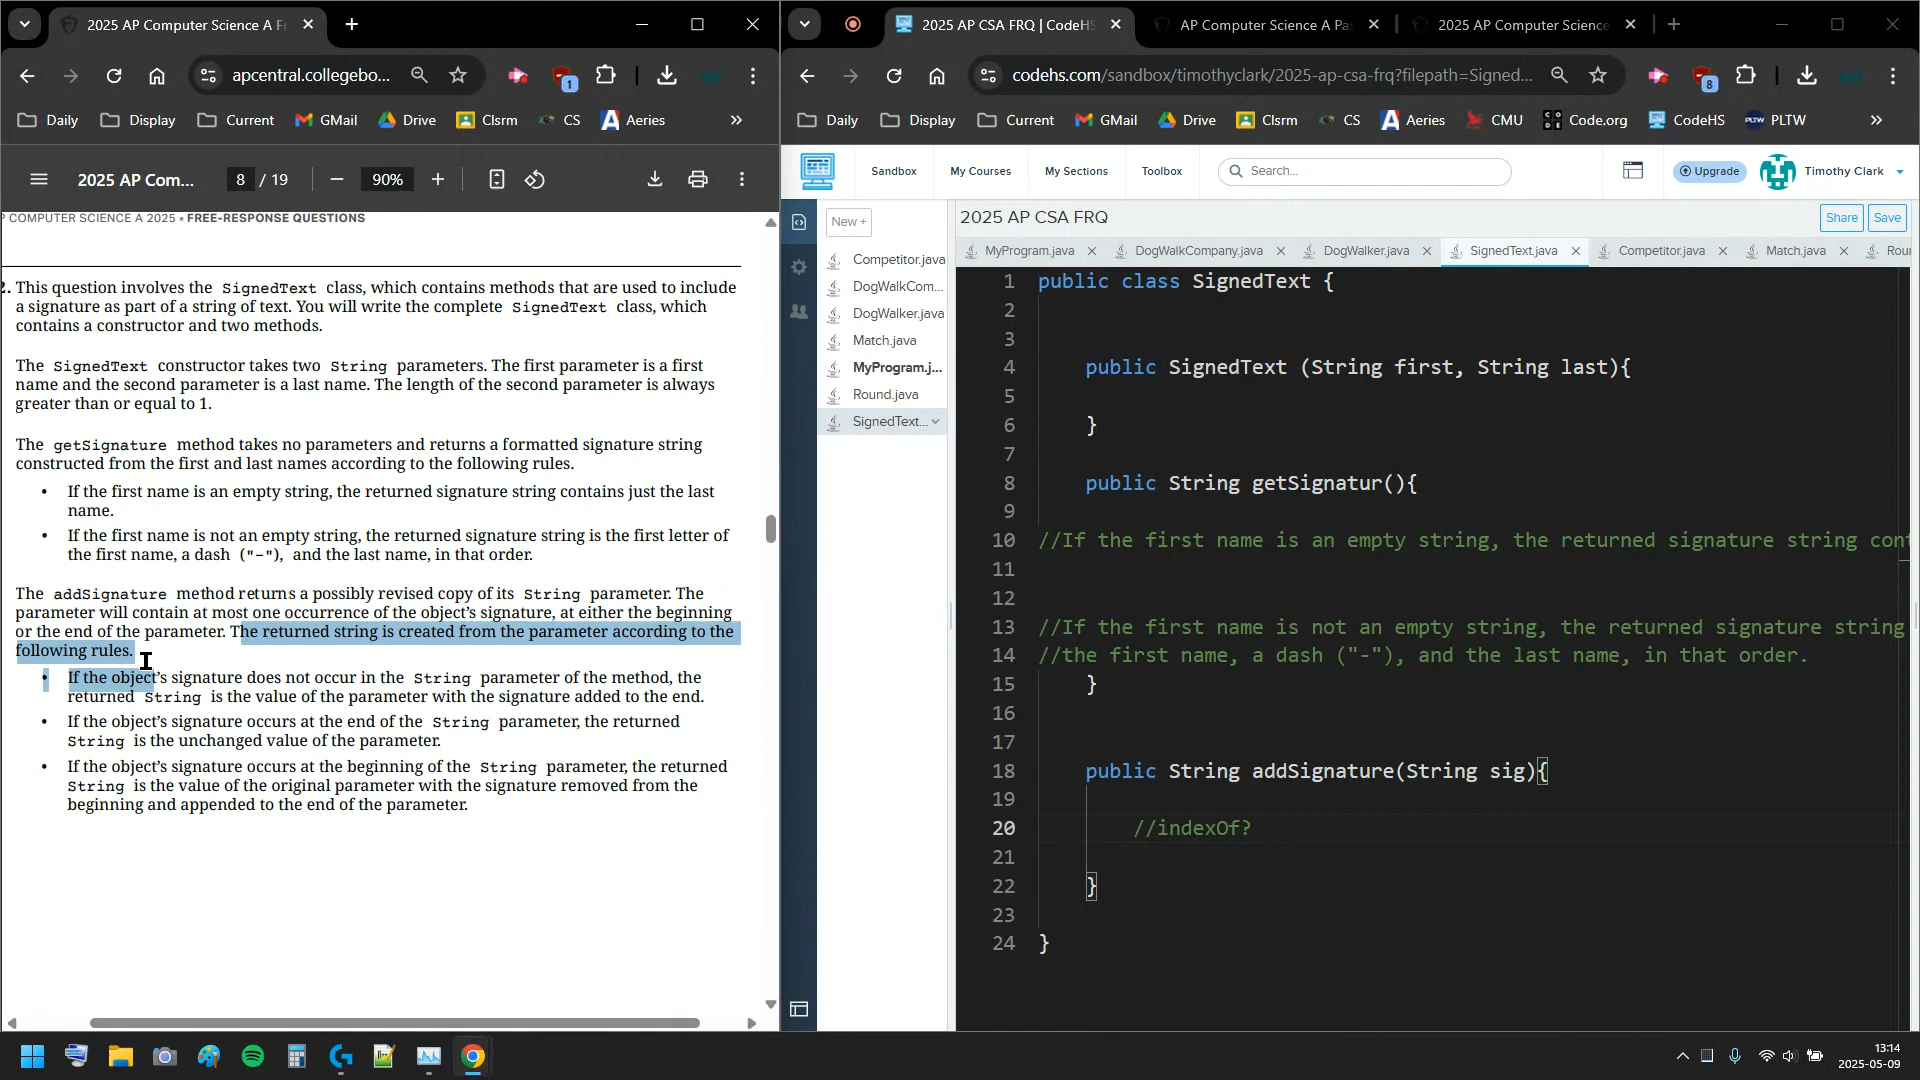 2025 AP Computer Science A Fr
apcentral.collegebo...
1
Daily
Display
Current
GMail
Drive
Clsrm
CS
Aeries
»
2025 AP Com...
8 / 19
90%
P COMPUTER SCIENCE A 2025 ▪ FREE-RESPONSE QUESTIONS
2. This question involves the SignedText class, which contains methods that are used to include
a signature as part of a string of text. You will write the complete SignedText class, which
contains a constructor and two methods.
The SignedText constructor takes two String parameters. The first parameter is a first
name and the second parameter is a last name. The length of the second parameter is always
greater than or equal to 1.
The getSignature method takes no parameters and returns a formatted signature string
constructed from the first and last names according to the following rules.
• If the first name is an empty string, the returned signature string contains just the last
name.
• If the first name is not an empty string, the returned signature string is the first letter of
the first name, a dash ("-"), and the last name, in that order.
The addSignature method returns a possibly revised copy of its String parameter. The
parameter will contain at most one occurrence of the object's signature, at either the beginning
or the end of the parameter. The returned string is created from the parameter according to the
following rules.
• If the object's signature does not occur in the String parameter of the method, the
returned String is the value of the parameter with the signature added to the end.
• If the object's signature occurs at the end of the String parameter, the returned
String is the unchanged value of the parameter.
• If the object's signature occurs at the beginning of the String parameter, the returned
String is the value of the original parameter with the signature removed from the
beginning and appended to the end of the parameter.
2025 AP CSA FRQ | CodeHS
AP Computer Science A Pas
2025 AP Computer Science
codehs.com/sandbox/timothyclark/2025-ap-csa-frq?filepath=Signed...
8
Daily
Display
Current
GMail
Drive
Clsrm
CS
Aeries
CMU
Code.org
CodeHS
PLTW
PLTW
»
Sandbox
My Courses
My Sections
Toolbox
Search...
Upgrade
Timothy Clark
New +
2025 AP CSA FRQ
Share
Save
MyProgram.java
DogWalkCompany.java
DogWalker.java
SignedText.java
Competitor.java
Match.java
Rou
Competitor.java
DogWalkCom...
DogWalker.java
Match.java
MyProgram.j...
Round.java
SignedText...
1 public class SignedText {
2
3
4 public SignedText (String first, String last){
5
6 }
7
8 public String getSignatur(){
9
10 //If the first name is an empty string, the returned signature string cont
11
12
13 //If the first name is not an empty string, the returned signature string
14 //the first name, a dash ("-"), and the last name, in that order.
15 }
16
17
18 public String addSignature(String sig){
19
20 //indexOf?
21
22 }
23
24 }
13:14
2025-05-09